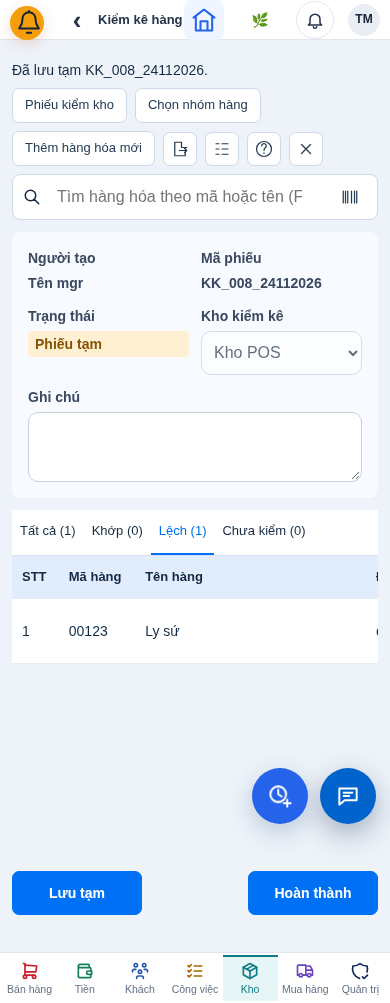 Kiểm kê hàng
TM
Đã lưu tạm KK_008_24112026.
Phiếu kiểm kho
Chọn nhóm hàng
Thêm hàng hóa mới
Tìm hàng hóa theo mã hoặc tên (F
Người tạo
Mã phiếu
Tên mgr
KK_008_24112026
Trạng thái
Kho kiểm kê
Phiếu tạm
Kho POS
Ghi chú
Tất cả (1) Khớp (0) Lệch (1) Chưa kiểm (0)
STT Mã hàng Tên hàng
1 00123 Ly sứ
Lưu tạm
Hoàn thành
Bán hàng Tiền Khách Công việc Kho Mua hàng Quản trị